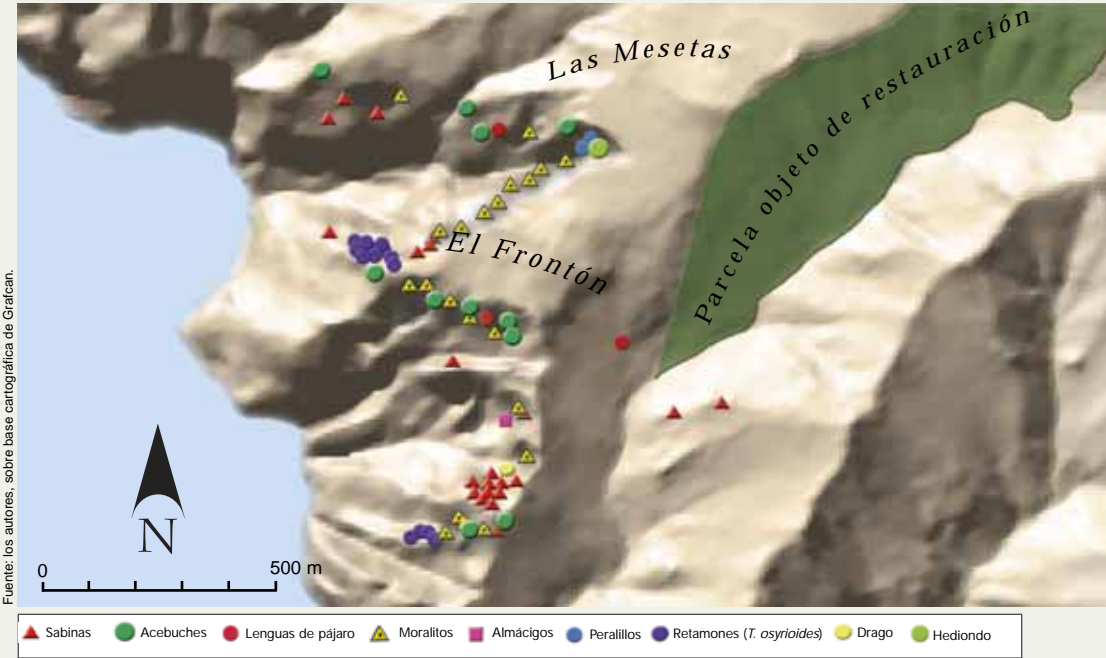 Las Mesetas
Parcela objeto de restauración
El Frontón
Fuente: los autores, sobre base cartográfica de Grafcan.
N
0 500 m
Sabinas Acebuches Lenguas de pájaro Moralitos Almácigos Peralillos Retamones (T. osyrioides) Drago Hediondo